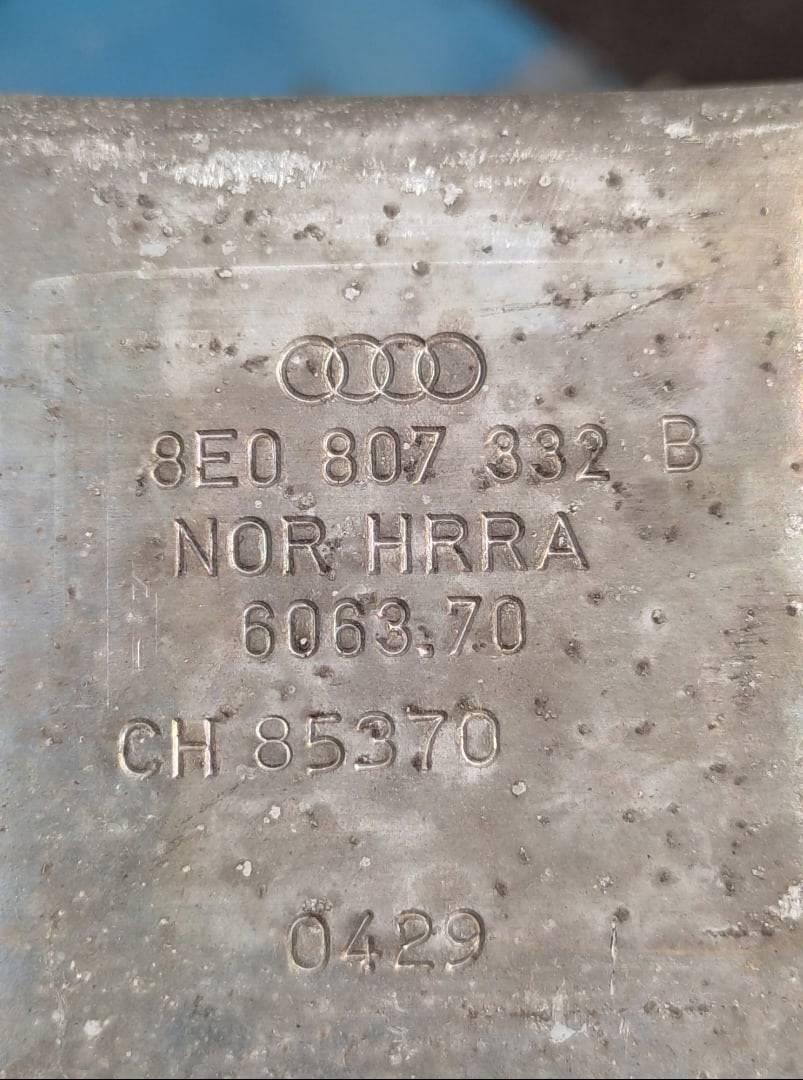 8E0 807 332 B
NOR HRRA
6063.70
CH 85370
0429